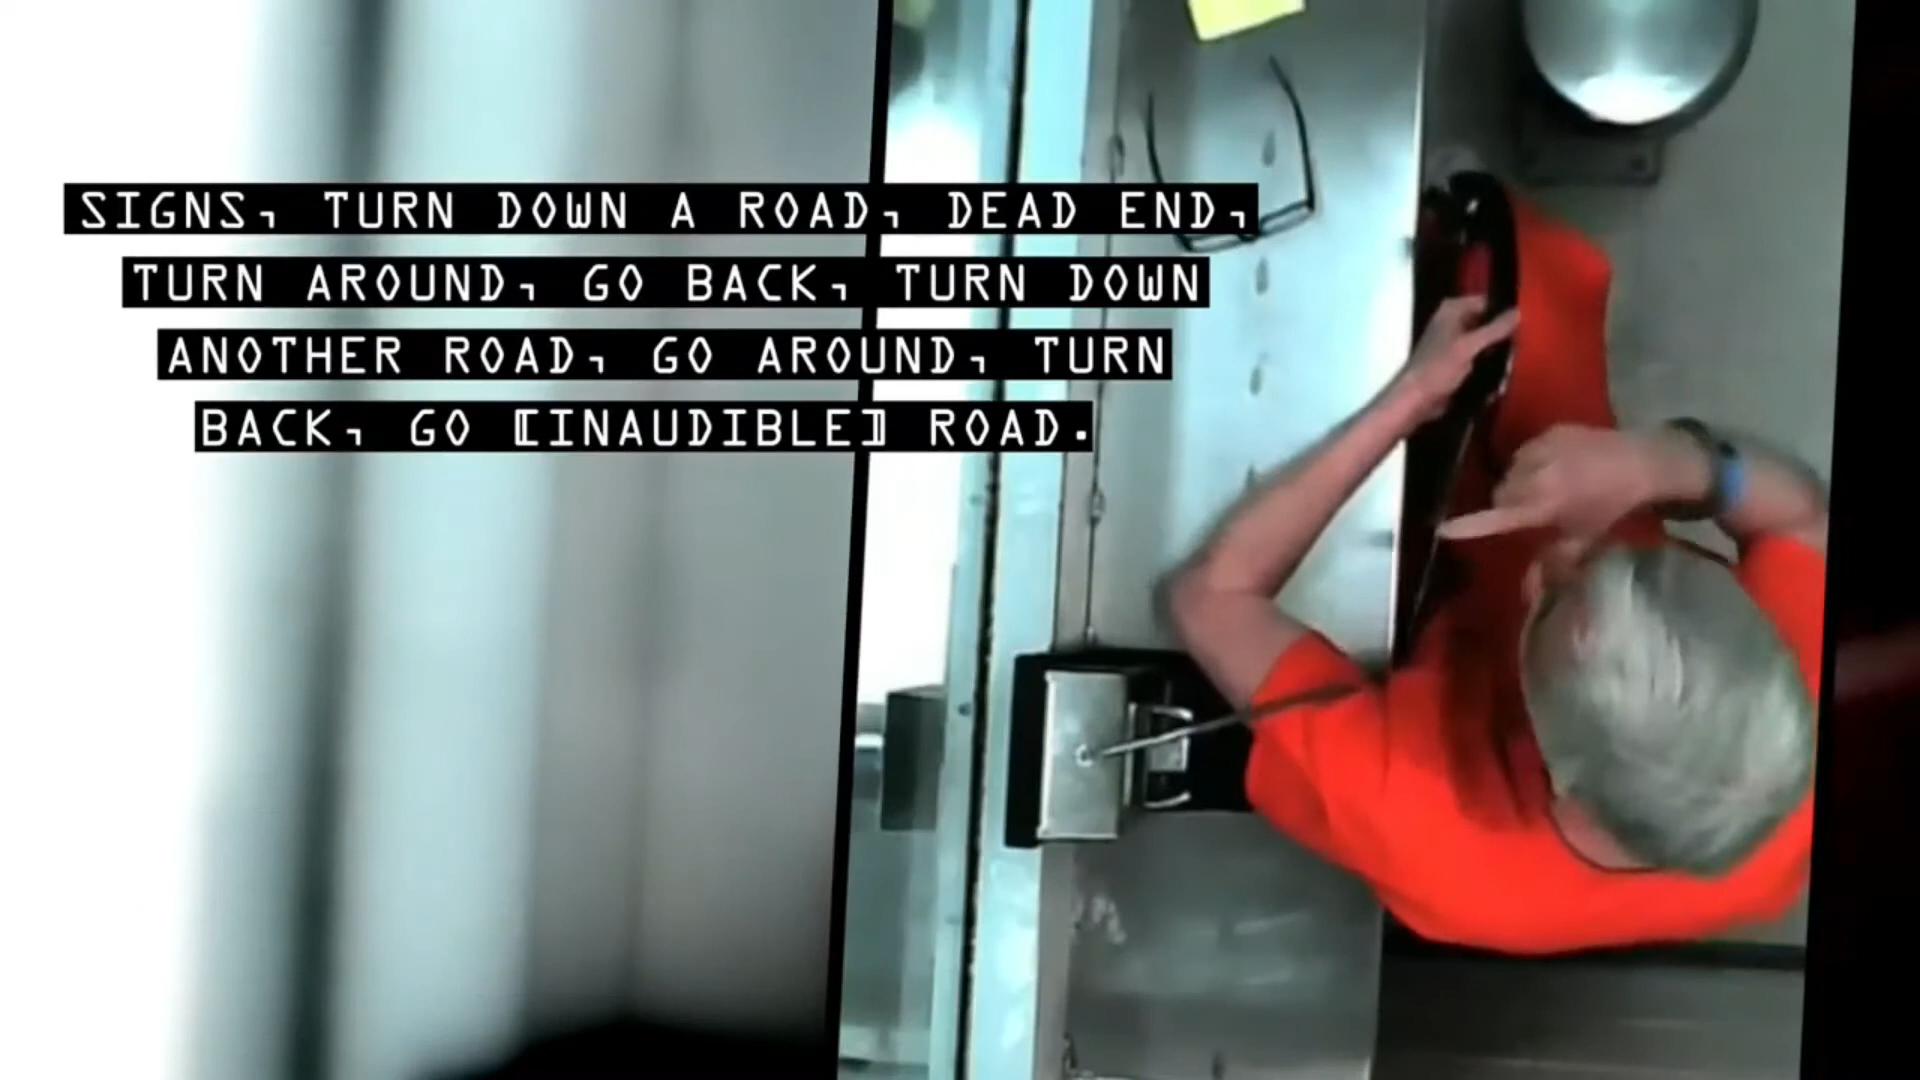 SIGNS, TURN DOWN A ROAD, DEAD END,
TURN AROUND, GO BACK, TURN DOWN
ANOTHER ROAD, GO AROUND, TURN
BACK, GO [INAUDIBLE] ROAD.